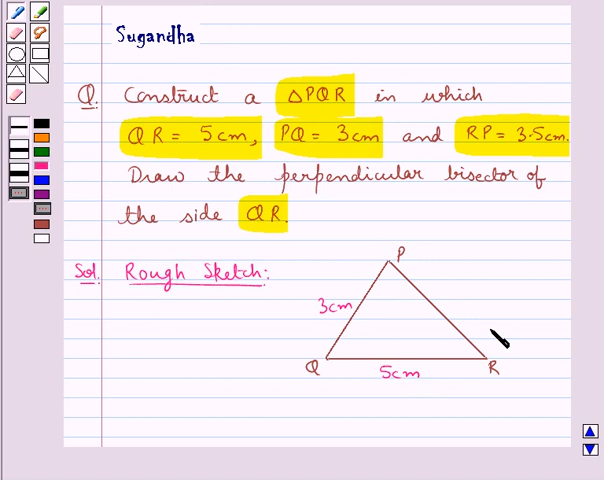 Sugandha
Q. Construct a △PQR in which
QR = 5cm, PQ = 3cm and RP = 3.5cm.
Draw the perpendicular bisector of
the side QR.
Sol. Rough Sketch:
P
3cm
Q
5cm
R